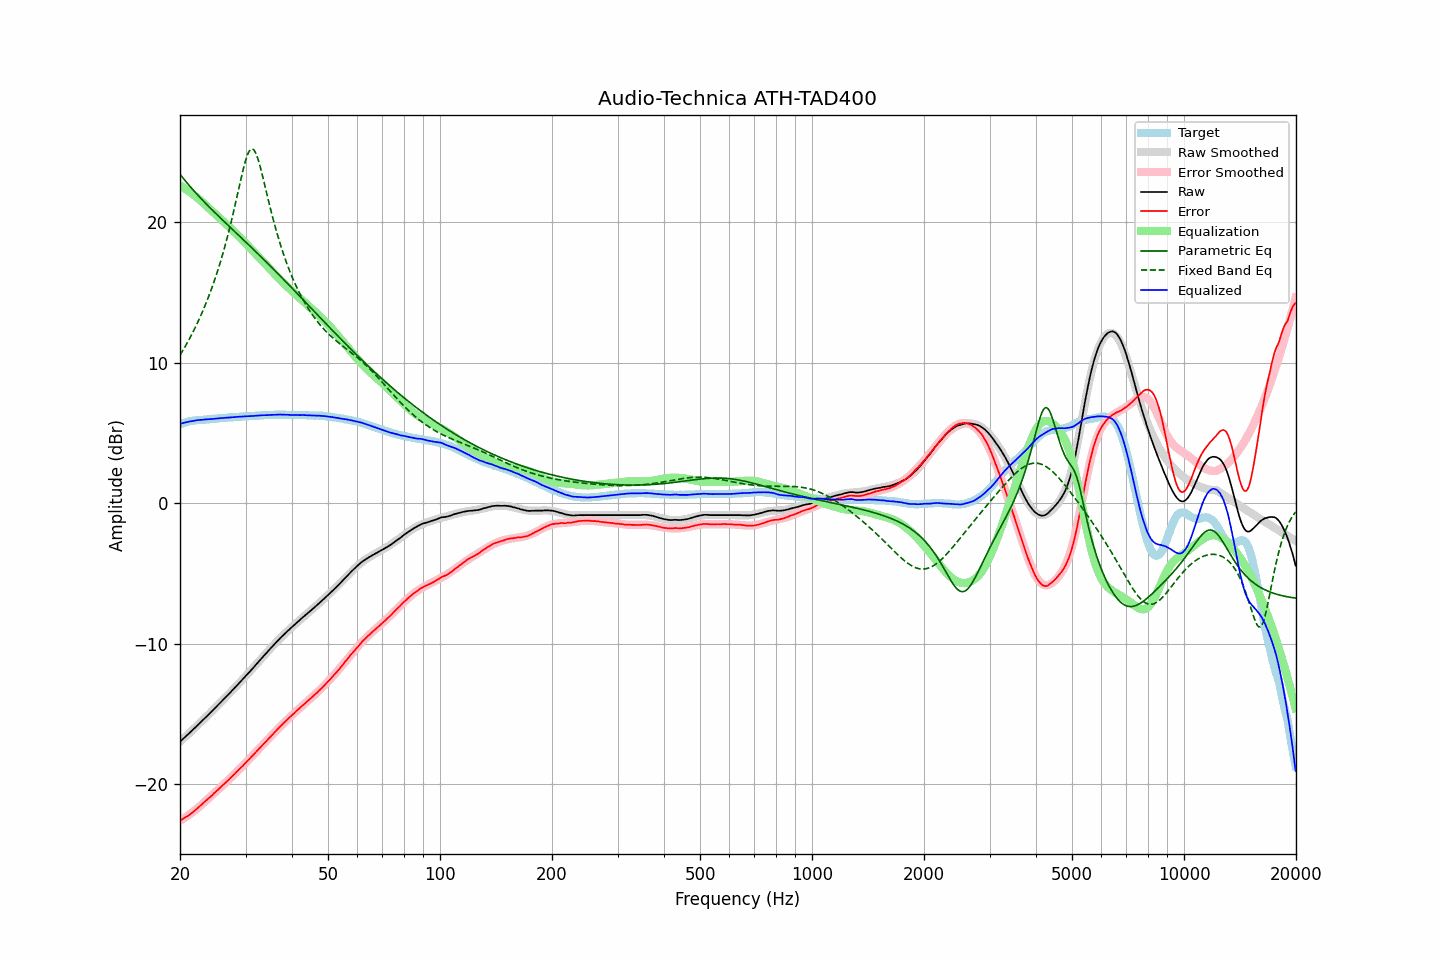 Audio-Technica ATH-TAD400
Target
Raw Smoothed
Error Smoothed
Raw
Error
Equalization
Parametric Eq
Fixed Band Eq
Equalized
Amplitude (dBr)
20
10
0
−10
−20
20 50 100 200 500 1000 2000 5000 10000 20000
Frequency (Hz)